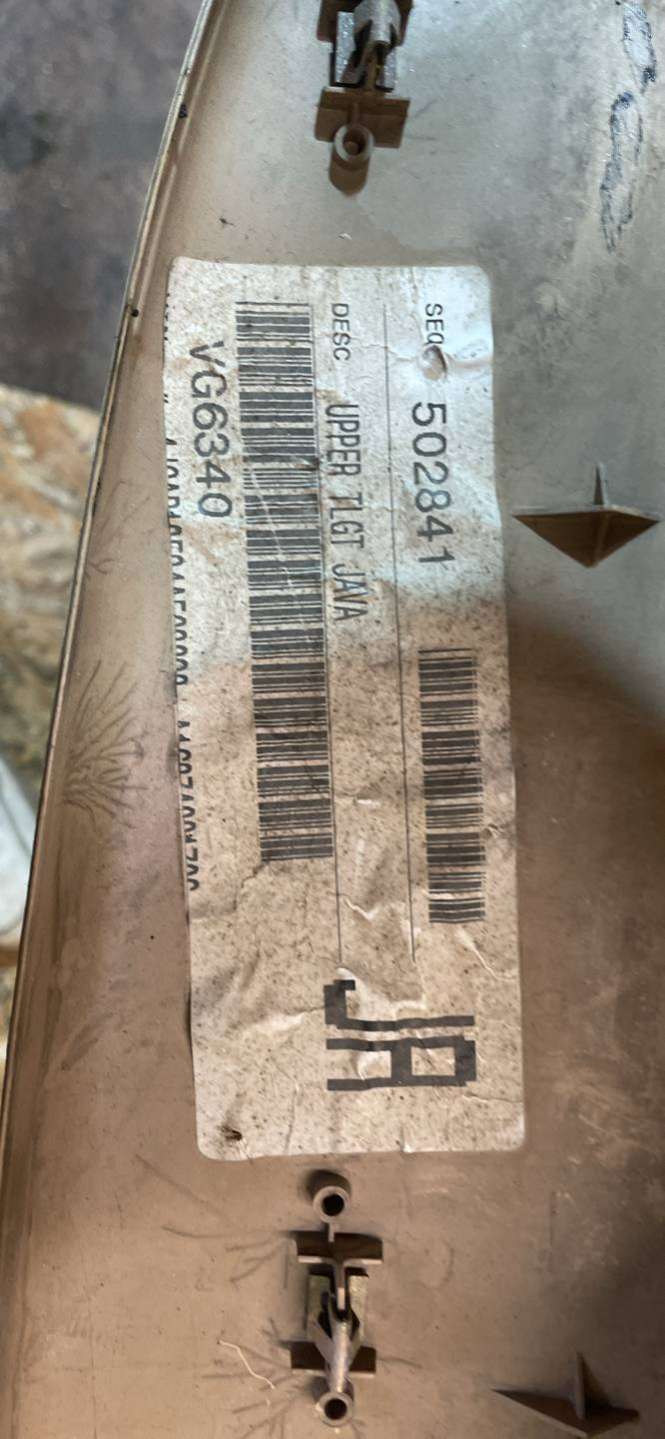 SEQ 502841
DESC UPPER TLGT JAVA
VG6340
JA